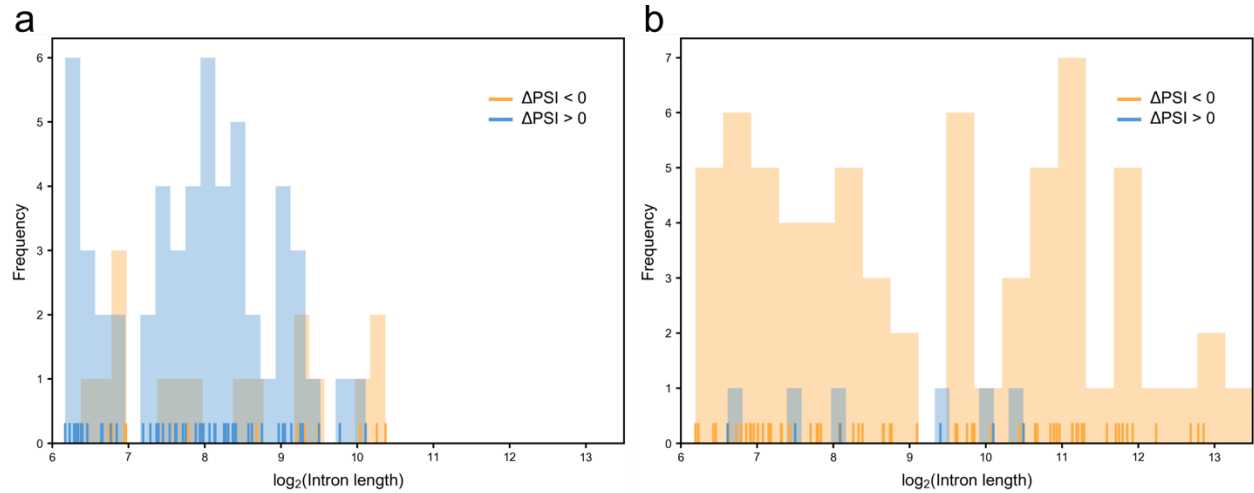 a
6
5
4
3
2
1
0
Frequency
ΔPSI < 0
ΔPSI > 0
6 7 8 9 10 11 12 13
log₂(Intron length)
b
7
6
5
4
3
2
1
0
Frequency
ΔPSI < 0
ΔPSI > 0
6 7 8 9 10 11 12 13
log₂(Intron length)